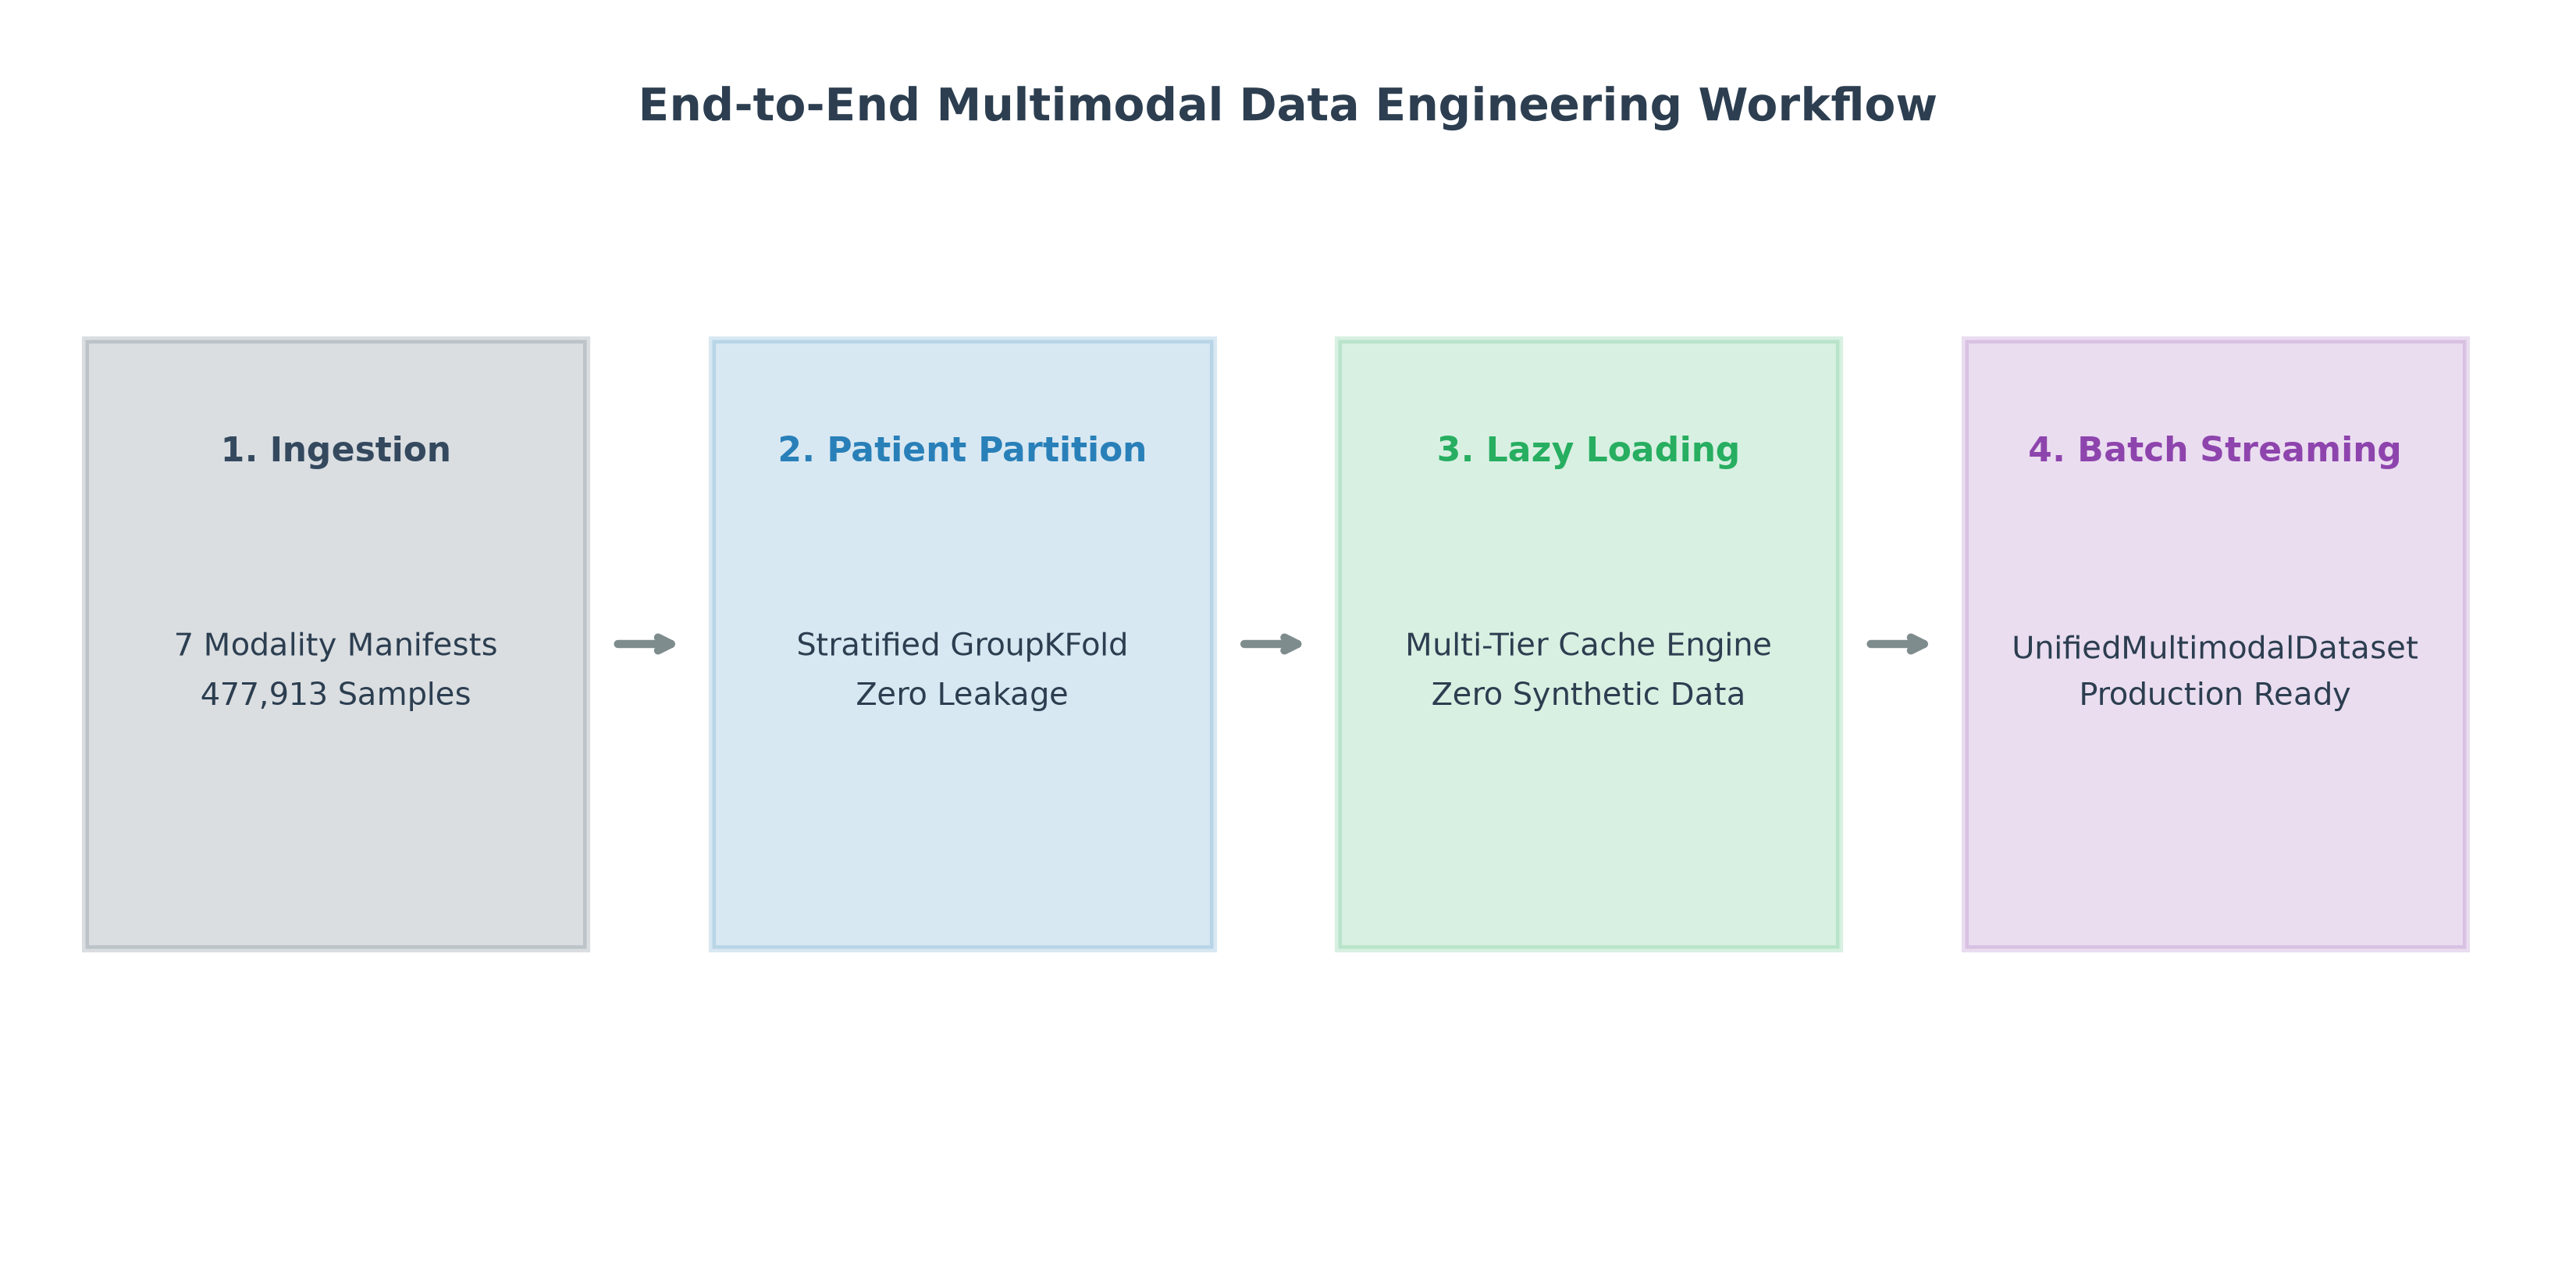 End-to-End Multimodal Data Engineering Workflow
1. Ingestion
7 Modality Manifests
477,913 Samples
2. Patient Partition
Stratified GroupKFold
Zero Leakage
3. Lazy Loading
Multi-Tier Cache Engine
Zero Synthetic Data
4. Batch Streaming
UnifiedMultimodalDataset
Production Ready